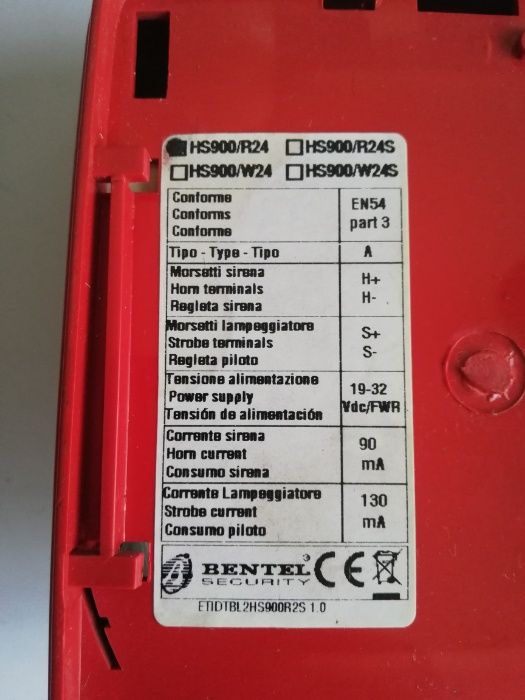 HS900/R24 HS900/R24S
HS900/W24 HS900/W24S
Conforme
Conforms
Conforme
EN54
part 3
Tipo - Type - Tipo A
Morsetti sirena
Horn terminals
Regleta sirena
H+
H-
Morsetti lampeggiatore
Strobe terminals
Regleta piloto
S+
S-
Tensione alimentazione
Power supply
Tensión de alimentación
19-32
Vdc/FWR
Corrente sirena
Horn current
Consumo sirena
90
mA
Corrente Lampeggiatore
Strobe current
Consumo piloto
130
mA
BENTEL®
SECURITY
CE
ETIDTBL2HS900R2S 1.0